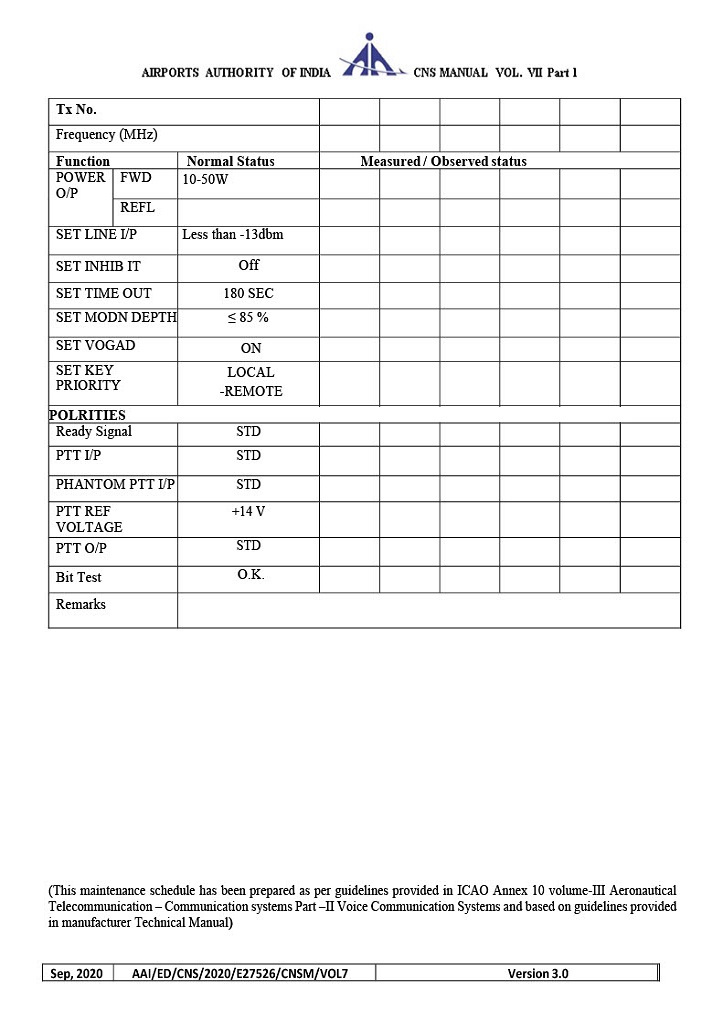 AIRPORTS AUTHORITY OF INDIA CNS MANUAL VOL. VII Part 1
Tx No.
Frequency (MHz)
Function Normal Status Measured / Observed status
POWER O/P FWD 10-50W
REFL
SET LINE I/P Less than -13dbm
SET INHIB IT Off
SET TIME OUT 180 SEC
SET MODN DEPTH ≤ 85 %
SET VOGAD ON
SET KEY PRIORITY LOCAL -REMOTE
POLRITIES
Ready Signal STD
PTT I/P STD
PHANTOM PTT I/P STD
PTT REF VOLTAGE +14 V
PTT O/P STD
Bit Test O.K.
Remarks
(This maintenance schedule has been prepared as per guidelines provided in ICAO Annex 10 volume-III Aeronautical
Telecommunication – Communication systems Part –II Voice Communication Systems and based on guidelines provided
in manufacturer Technical Manual)
Sep, 2020 AAI/ED/CNS/2020/E27526/CNSM/VOL7 Version 3.0